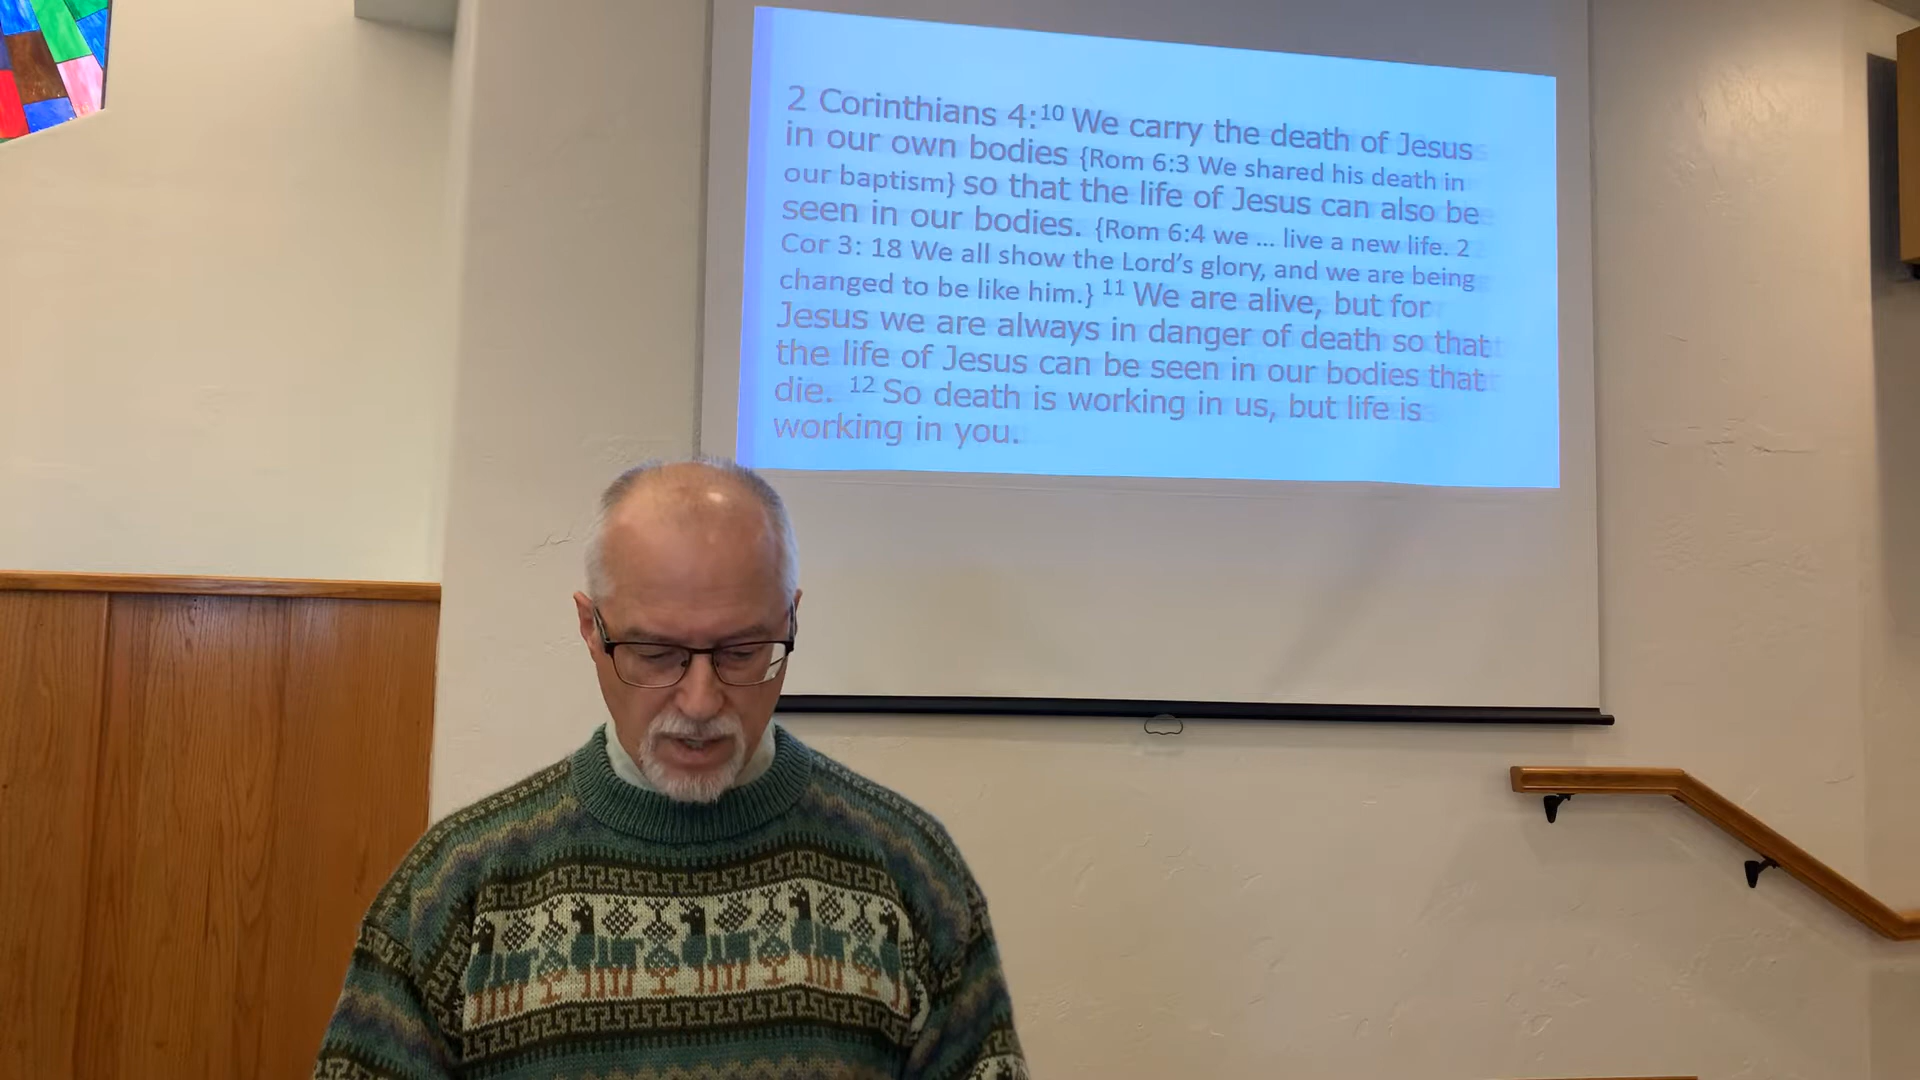 2 Corinthians 4:10 We carry the death of Jesus
in our own bodies {Rom 6:3 We shared his death in
our baptism} so that the life of Jesus can also be
seen in our bodies. {Rom 6:4 we ... live a new life. 2
Cor 3: 18 We all show the Lord’s glory, and we are being
changed to be like him.} 11 We are alive, but for
Jesus we are always in danger of death so that
the life of Jesus can be seen in our bodies that
die. 12 So death is working in us, but life is
working in you.